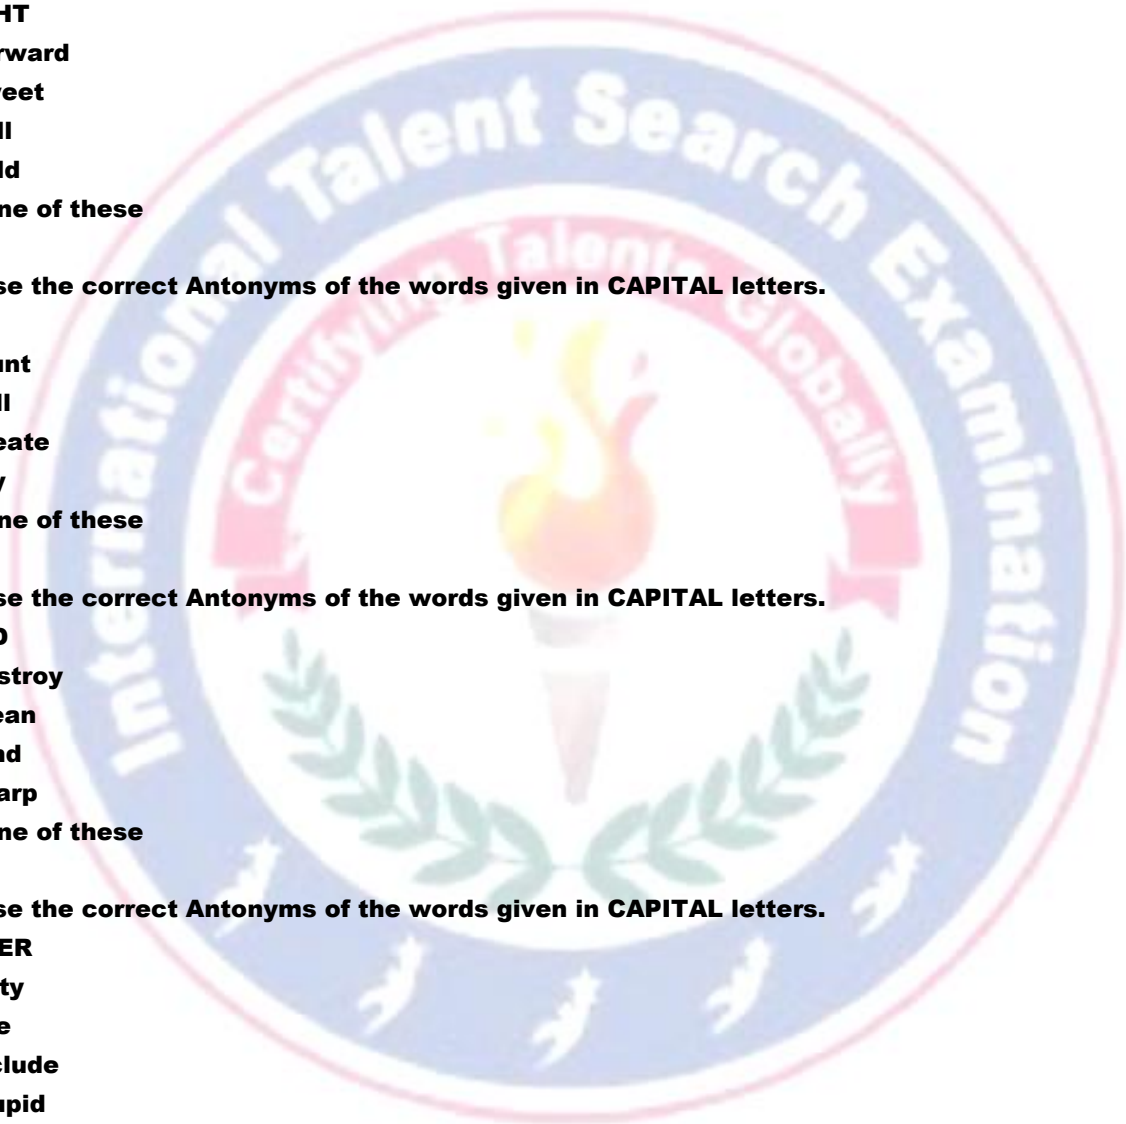 HT
rward
eet
ll
ld
ne of these
se the correct Antonyms of the words given in CAPITAL letters.
unt
ll
eate
y
ne of these
se the correct Antonyms of the words given in CAPITAL letters.
D
stroy
ean
nd
arp
ne of these
se the correct Antonyms of the words given in CAPITAL letters.
ER
ty
e
clude
upid
International Talent Search Examination
Certifying Talents Globally